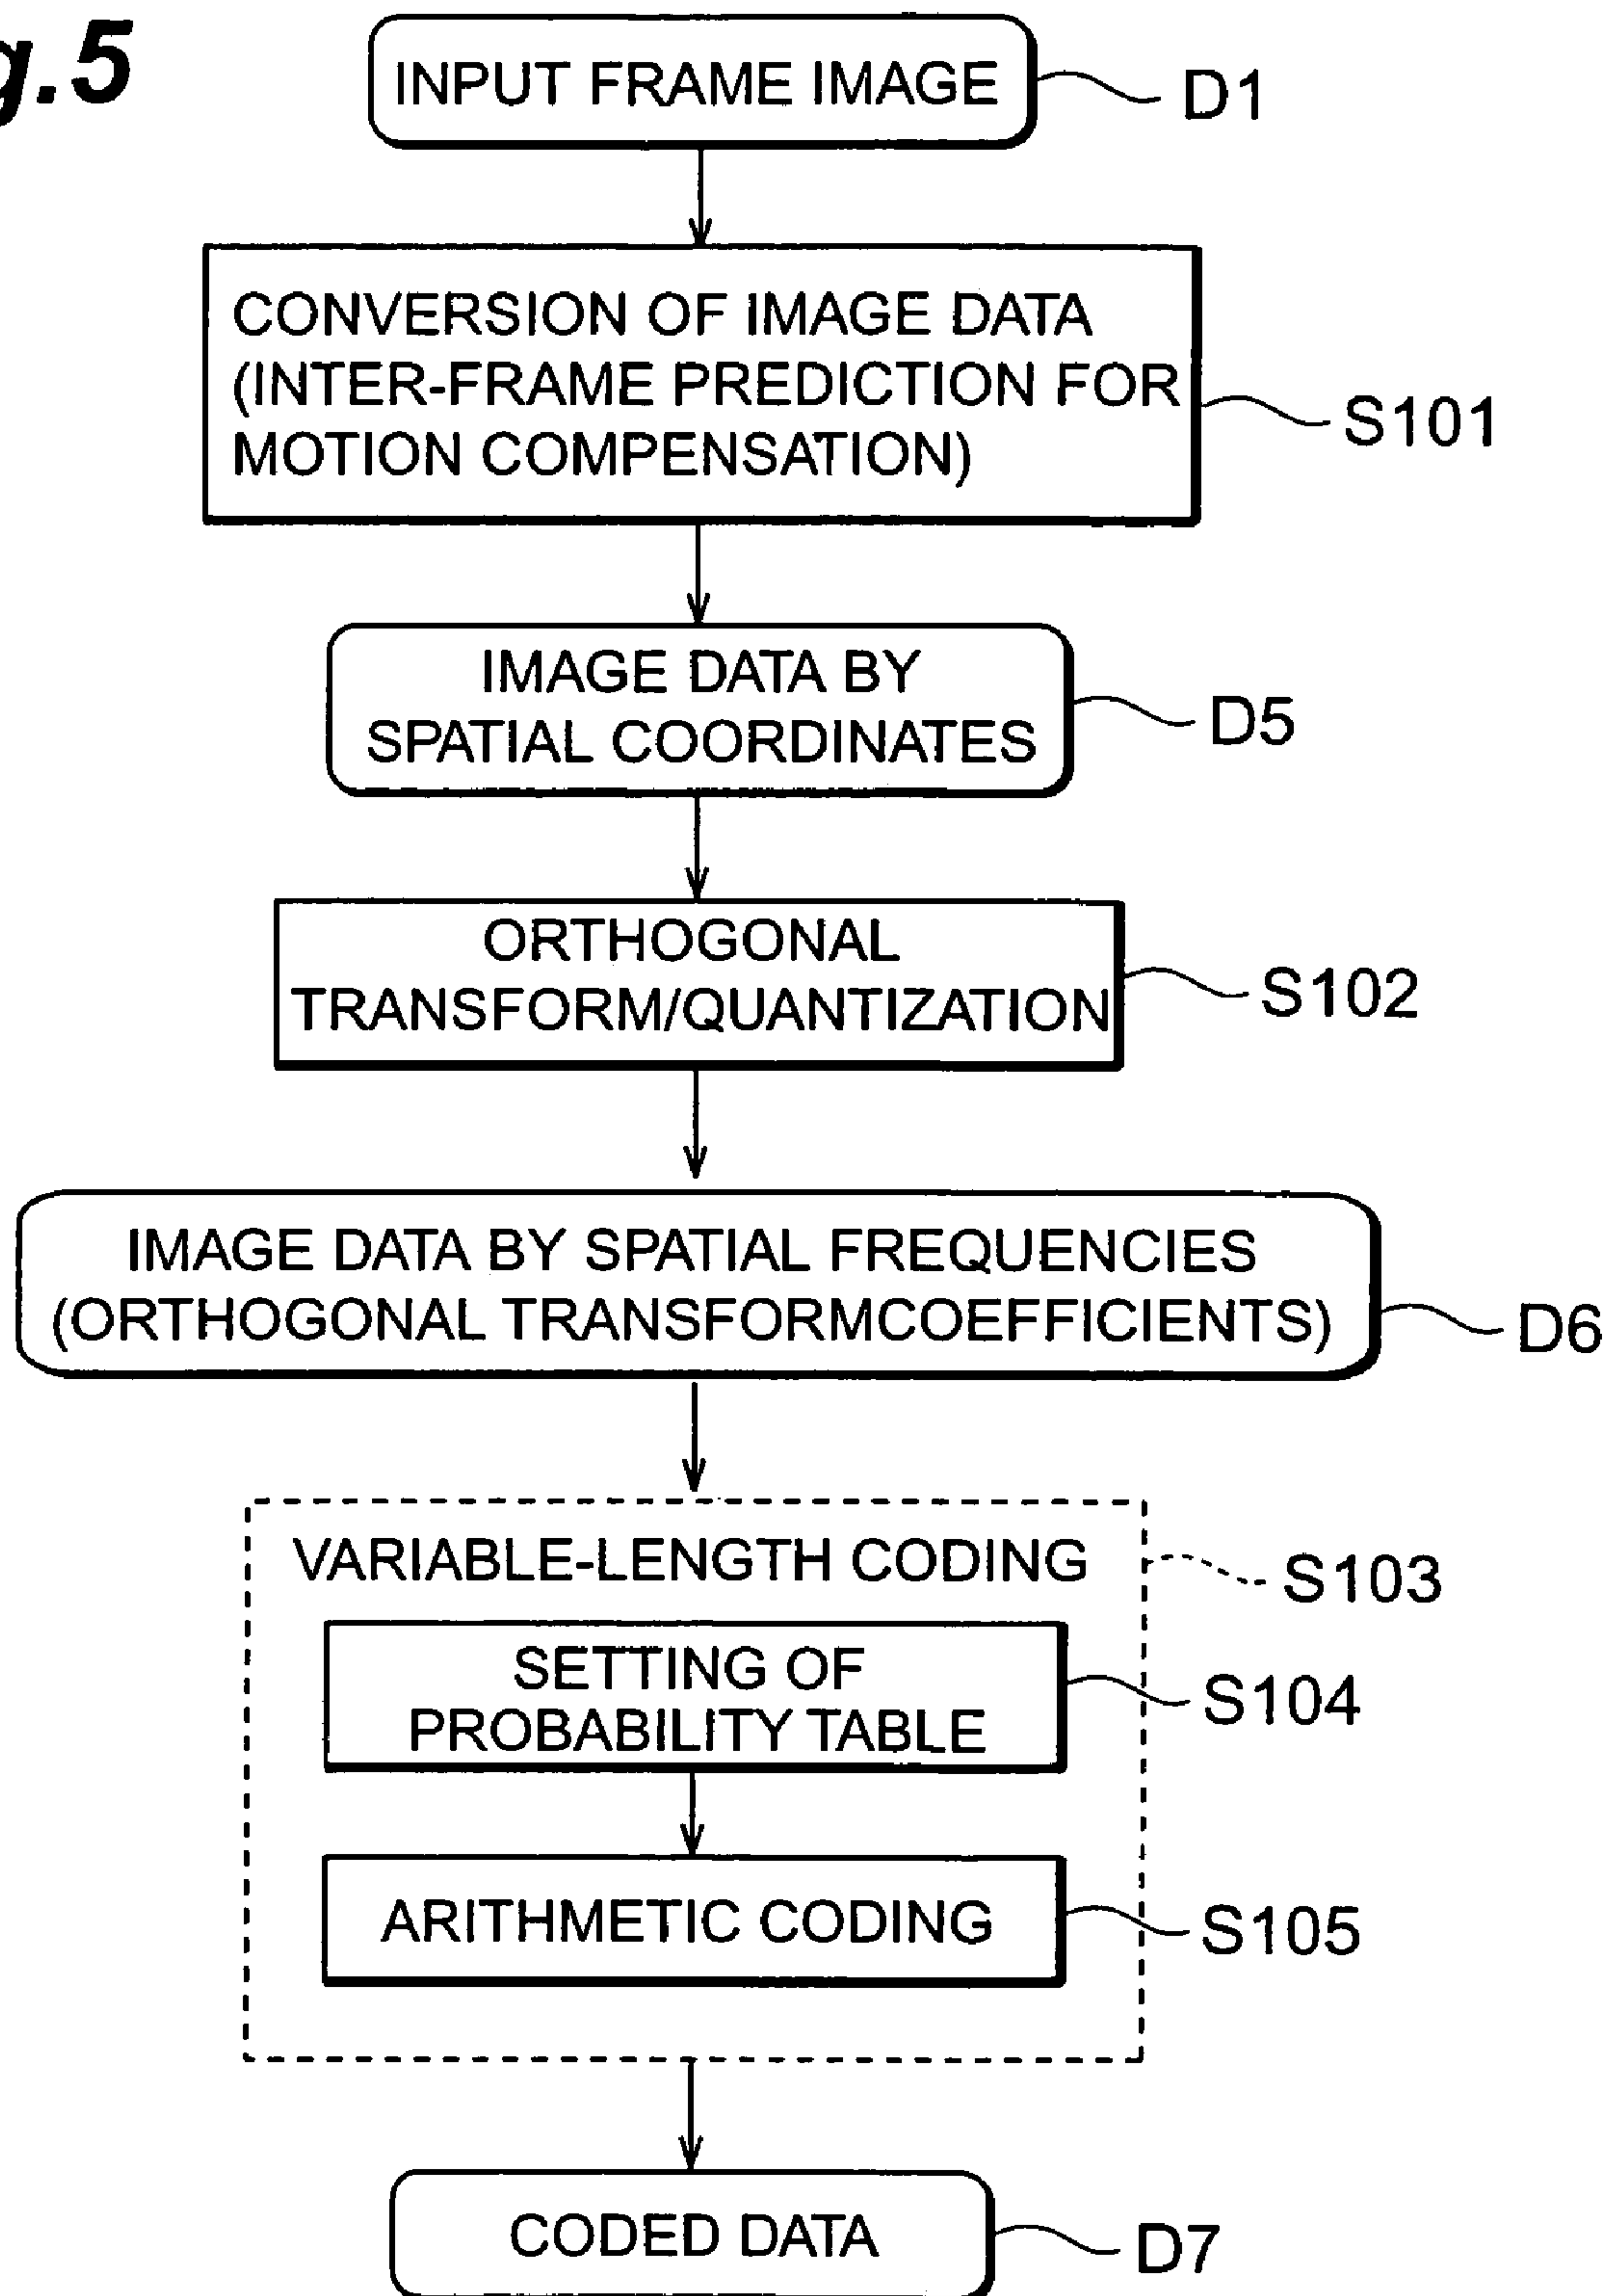 g.5
INPUT FRAME IMAGE
D1
CONVERSION OF IMAGE DATA
(INTER-FRAME PREDICTION FOR
MOTION COMPENSATION)
S101
IMAGE DATA BY
SPATIAL COORDINATES
D5
ORTHOGONAL
TRANSFORM/QUANTIZATION
S102
IMAGE DATA BY SPATIAL FREQUENCIES
(ORTHOGONAL TRANSFORMCOEFFICIENTS)
D6
VARIABLE-LENGTH CODING
S103
SETTING OF
PROBABILITY TABLE
S104
ARITHMETIC CODING
S105
CODED DATA
D7